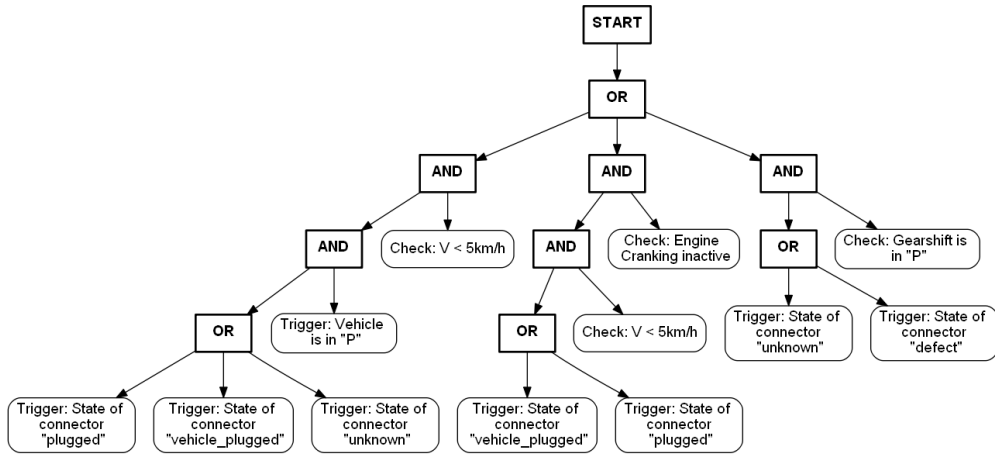 START
OR
AND
AND
AND
AND
Check: V < 5km/h
AND
Check: Engine
Cranking inactive
OR
Check: Gearshift is
in "P"
OR
Trigger: Vehicle
is in "P"
OR
Check: V < 5km/h
Trigger: State of
connector
"unknown"
Trigger: State of
connector
"defect"
Trigger: State of
connector
"plugged"
Trigger: State of
connector
"vehicle_plugged"
Trigger: State of
connector
"unknown"
Trigger: State of
connector
"vehicle_plugged"
Trigger: State of
connector
"plugged"